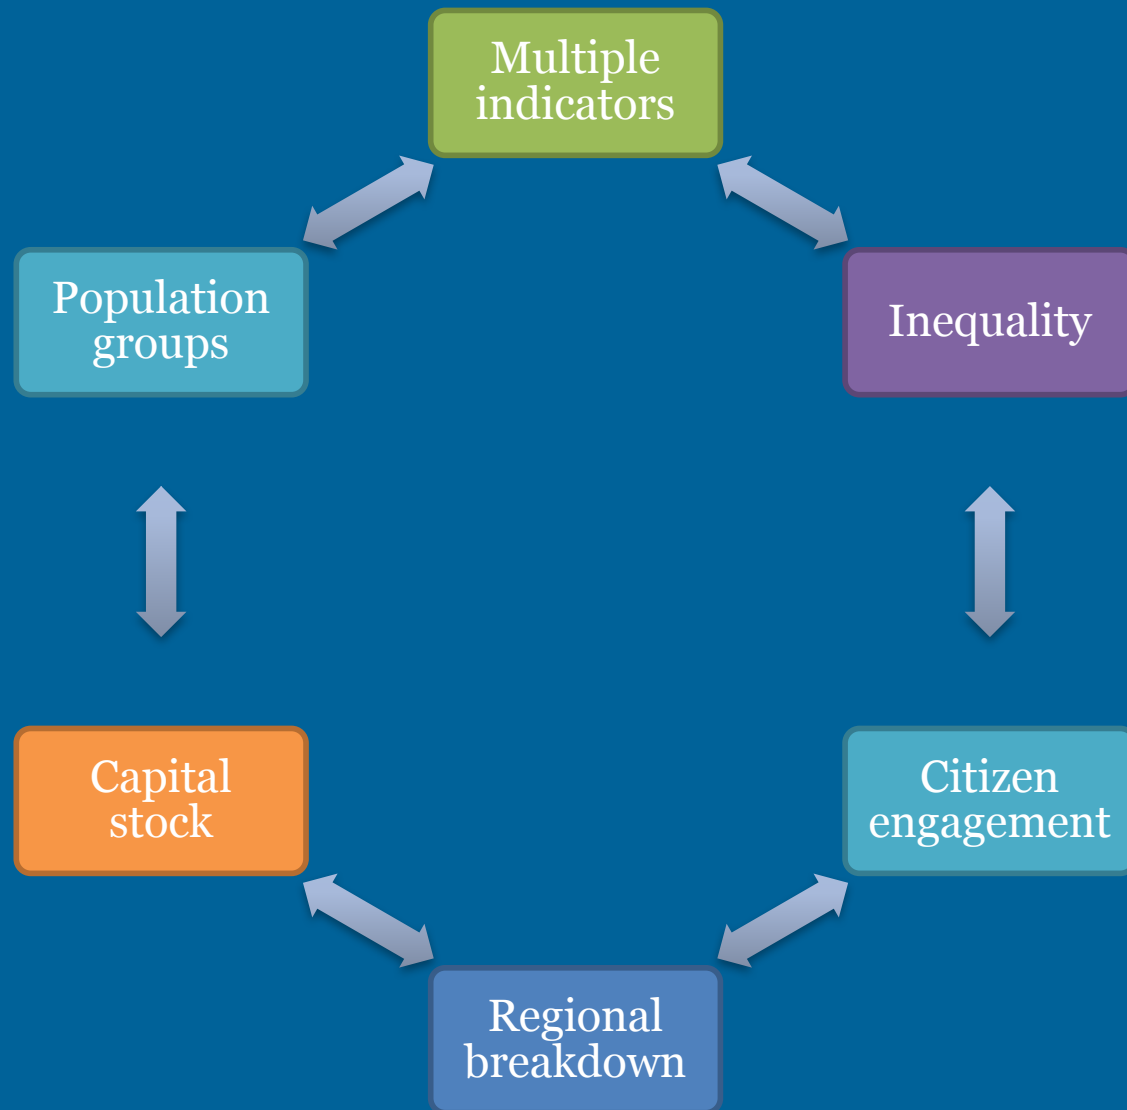 Multiple
indicators
Population
groups
Inequality
Capital
stock
Citizen
engagement
Regional
breakdown